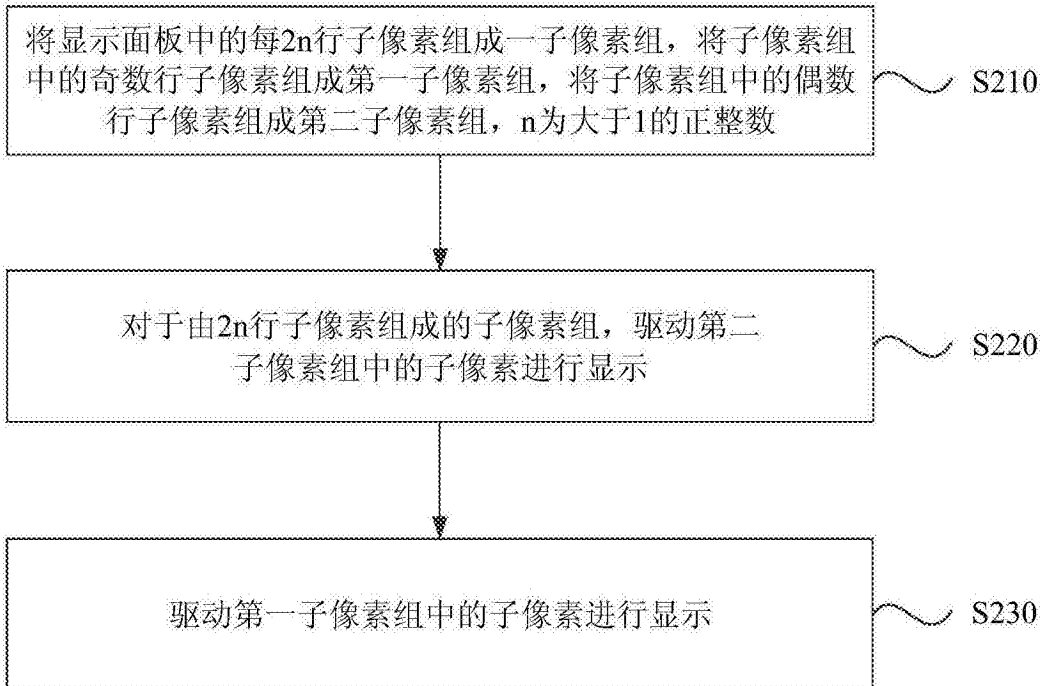 将显示面板中的每2n行子像素组成一子像素组，将子像素组
中的奇数行子像素组成第一子像素组，将子像素组中的偶数
行子像素组成第二子像素组，n为大于1的正整数
S210
对于由2n行子像素组成的子像素组，驱动第二
子像素组中的子像素进行显示
S220
驱动第一子像素组中的子像素进行显示
S230